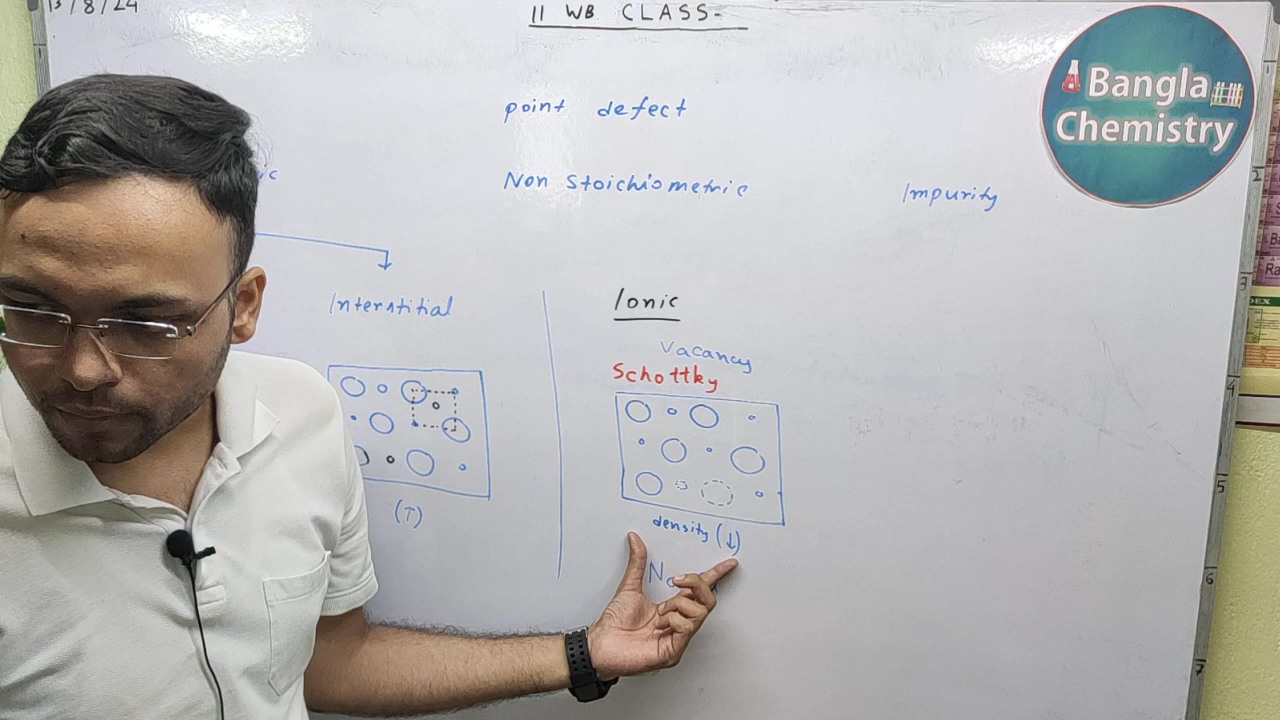 13/8/24
11 WB CLASS-
Bangla
Chemistry
point defect
Non Stoichiometric
Impurity
Interstitial
Ionic
Vacancy
Schottky
(↑)
density (↓)